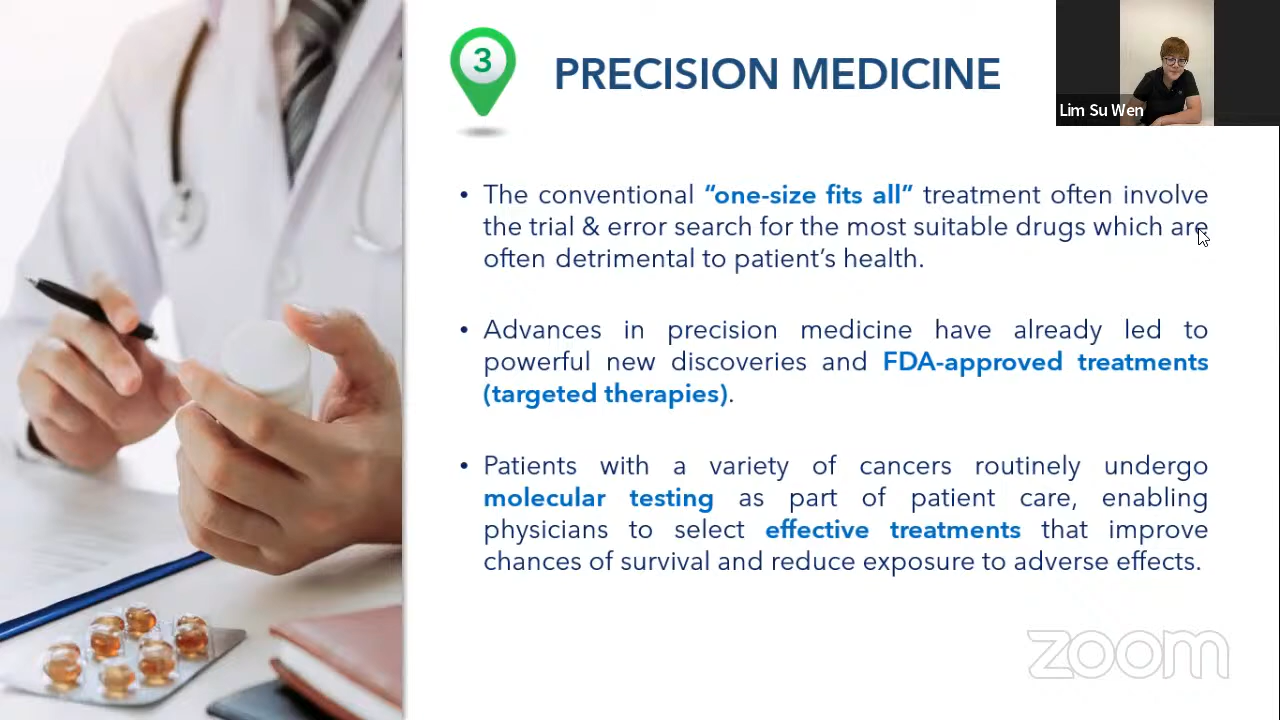 3
PRECISION MEDICINE
Lim Su Wen
• The conventional “one-size fits all” treatment often involve
the trial & error search for the most suitable drugs which are
often detrimental to patient’s health.
• Advances in precision medicine have already led to
powerful new discoveries and FDA-approved treatments
(targeted therapies).
• Patients with a variety of cancers routinely undergo
molecular testing as part of patient care, enabling
physicians to select effective treatments that improve
chances of survival and reduce exposure to adverse effects.
zoom